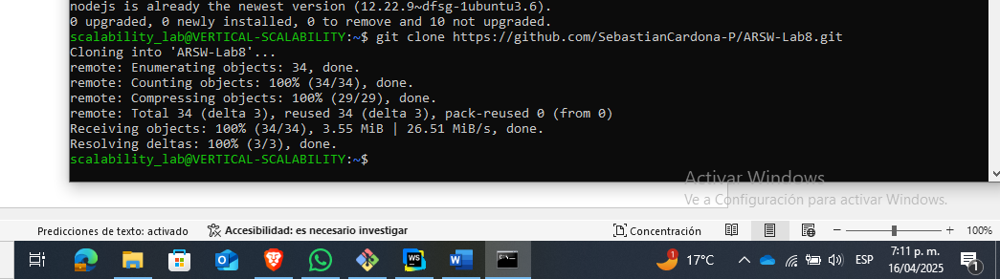 nodejs is already the newest version (12.22.9~dfsg-1ubuntu3.6).
0 upgraded, 0 newly installed, 0 to remove and 10 not upgraded.
scalability_lab@VERTICAL-SCALABILITY:~$ git clone https://github.com/SebastianCardona-P/ARSW-Lab8.git
Cloning into 'ARSW-Lab8'...
remote: Enumerating objects: 34, done.
remote: Counting objects: 100% (34/34), done.
remote: Compressing objects: 100% (29/29), done.
remote: Total 34 (delta 3), reused 34 (delta 3), pack-reused 0 (from 0)
Receiving objects: 100% (34/34), 3.55 MiB | 26.51 MiB/s, done.
Resolving deltas: 100% (3/3), done.
scalability_lab@VERTICAL-SCALABILITY:~$
Activar Windows
Ve a Configuración para activar Windows.
Predicciones de texto: activado Accesibilidad: es necesario investigar Concentración 100%
WS W C:\ 1 17°C ESP 7:11 p. m.
16/04/2025 1